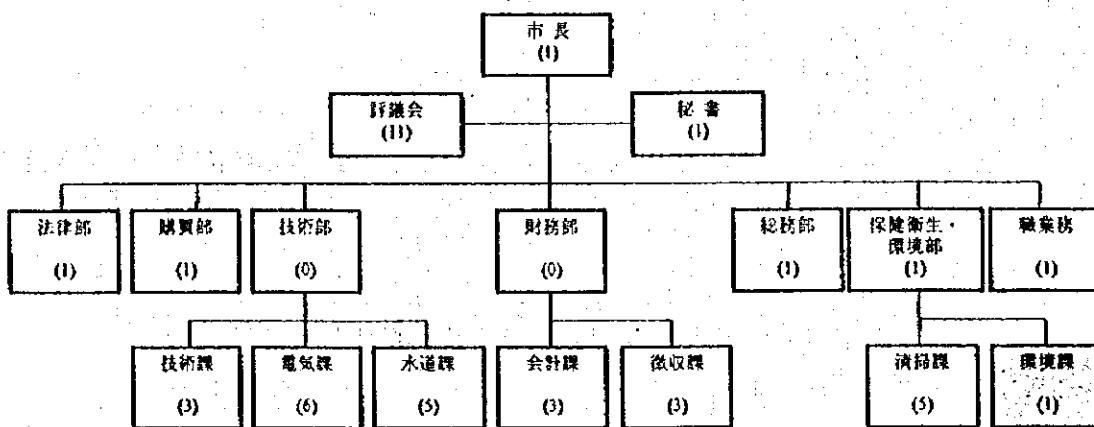 市長
(1)
評議会
(11)
秘書
(1)
法律部
(1)
購買部
(1)
技術部
(0)
財務部
(0)
総務部
(1)
保健衛生・
環境部
(1)
職業務
(1)
技術課
(3)
電気課
(6)
水道課
(5)
会計課
(3)
徴収課
(3)
清掃課
(5)
環境課
(1)